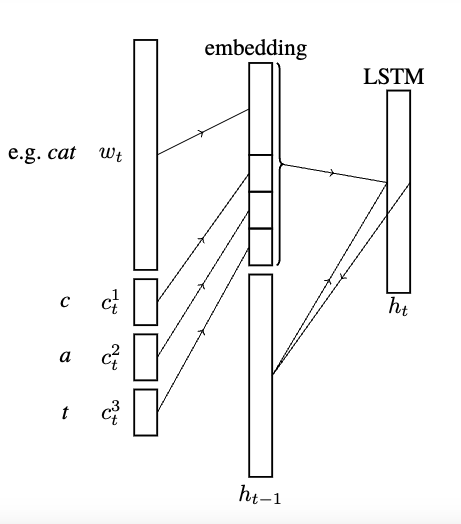 embedding
LSTM
e.g. cat w_t
c c_t^1
h_t
a c_t^2
t c_t^3
h_{t-1}